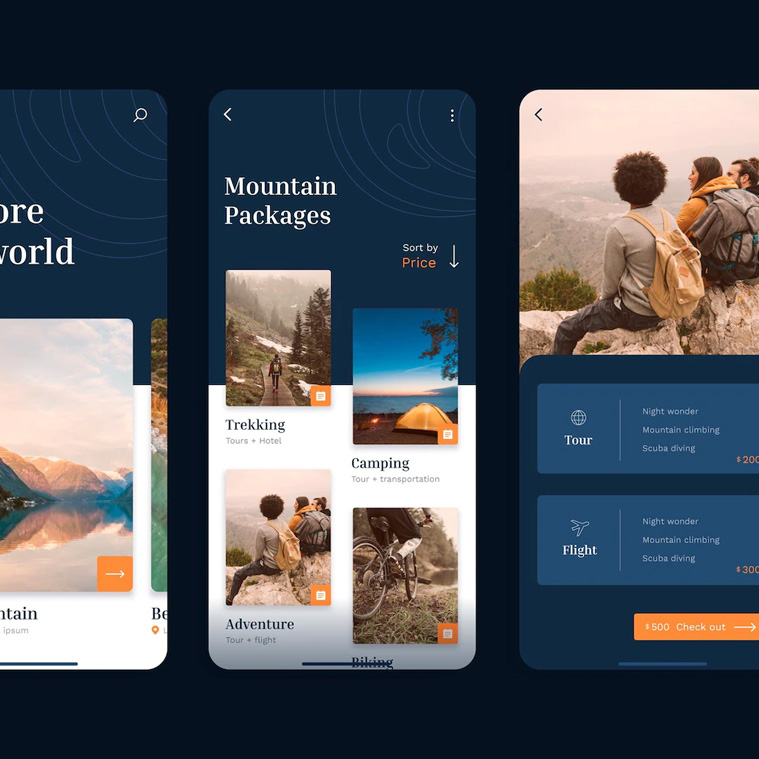 ore
world
ntain
ipsum
Be
Mountain
Packages
Sort by
Price
Trekking
Tours + Hotel
Camping
Tour + transportation
Adventure
Tour + flight
Biking
Tour
Night wonder
Mountain climbing
Scuba diving
$200
Flight
Night wonder
Mountain climbing
Scuba diving
$300
$500 Check out